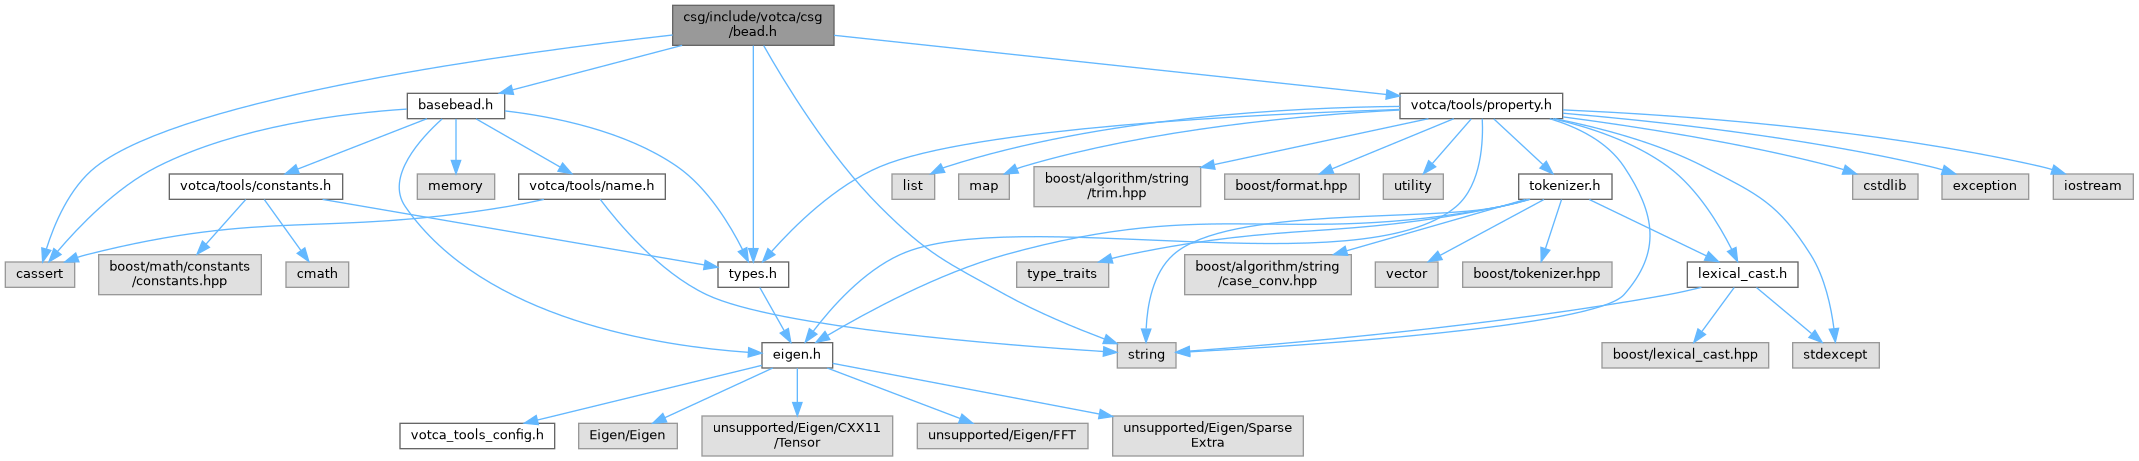 csg/include/votca/csg
/bead.h
basebead.h
votca/tools/property.h
votca/tools/constants.h
memory
votca/tools/name.h
list
map
boost/algorithm/string
/trim.hpp
boost/format.hpp
utility
tokenizer.h
cstdlib
exception
iostream
cassert
boost/math/constants
/constants.hpp
cmath
types.h
type_traits
boost/algorithm/string
/case_conv.hpp
vector
boost/tokenizer.hpp
lexical_cast.h
eigen.h
string
boost/lexical_cast.hpp
stdexcept
votca_tools_config.h
Eigen/Eigen
unsupported/Eigen/CXX11
/Tensor
unsupported/Eigen/FFT
unsupported/Eigen/Sparse
Extra